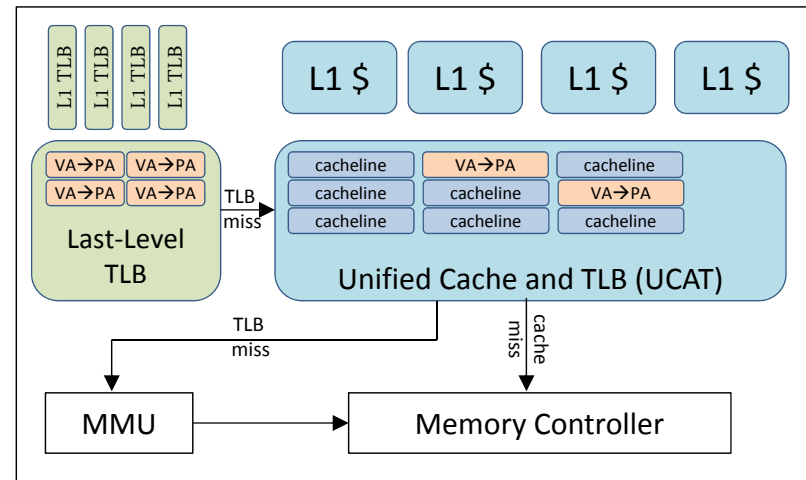 L1 TLB
L1 TLB
L1 TLB
L1 TLB
L1 $
L1 $
L1 $
L1 $
VA→PA
VA→PA
VA→PA
VA→PA
Last-Level
TLB
TLB
miss
cacheline
VA→PA
cacheline
cacheline
cacheline
VA→PA
cacheline
cacheline
cacheline
Unified Cache and TLB (UCAT)
TLB
miss
cache
miss
MMU
Memory Controller